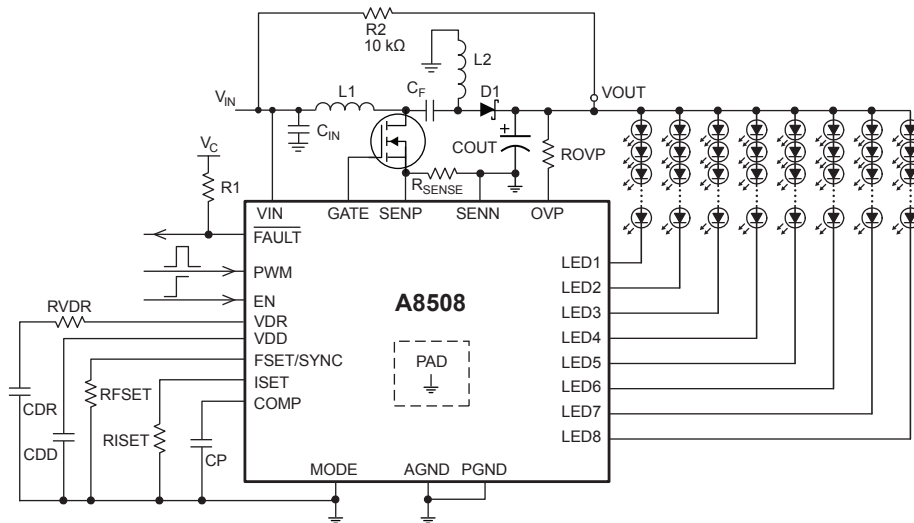 R2
10 kΩ
L2
L1
CF
D1
VOUT
VIN
CIN
COUT
ROVP
VC
RSENSE
R1
VIN
GATE
SENP
SENN
OVP
FAULT
LED1
PWM
LED2
EN
A8508
LED3
RVDR
VDR
VDD
LED4
FSET/SYNC
PAD
LED5
ISET
RFSET
LED6
COMP
CDR
LED7
RISET
CDD
CP
LED8
MODE
AGND
PGND